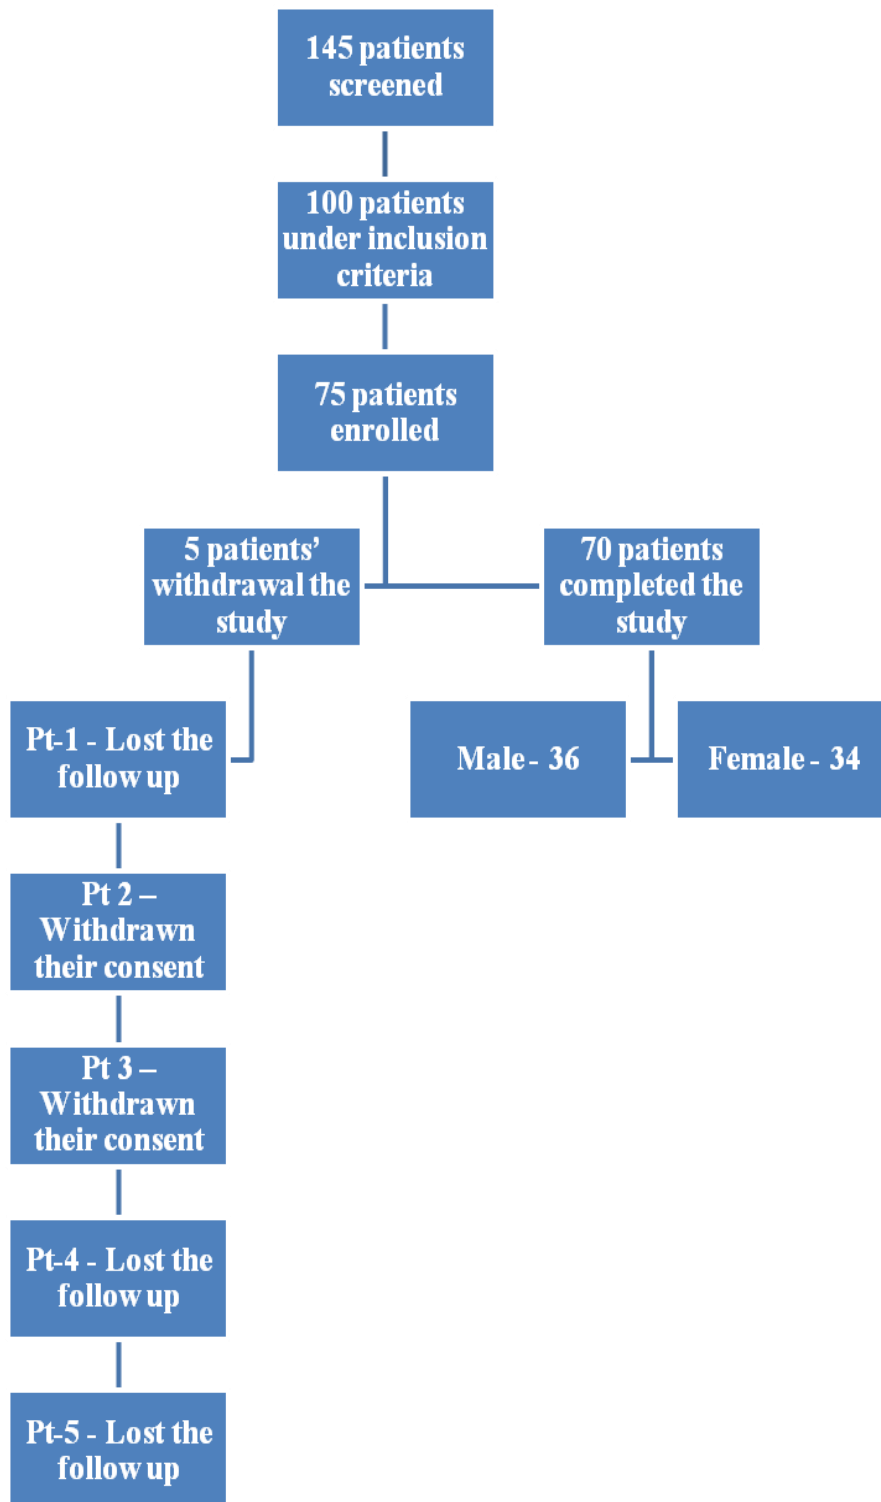 145 patients
screened
100 patients
under inclusion
criteria
75 patients
enrolled
5 patients’
withdrawal the
study
70 patients
completed the
study
Pt-1 - Lost the
follow up
Male - 36
Female - 34
Pt 2 –
Withdrawn
their consent
Pt 3 –
Withdrawn
their consent
Pt-4 - Lost the
follow up
Pt-5 - Lost the
follow up